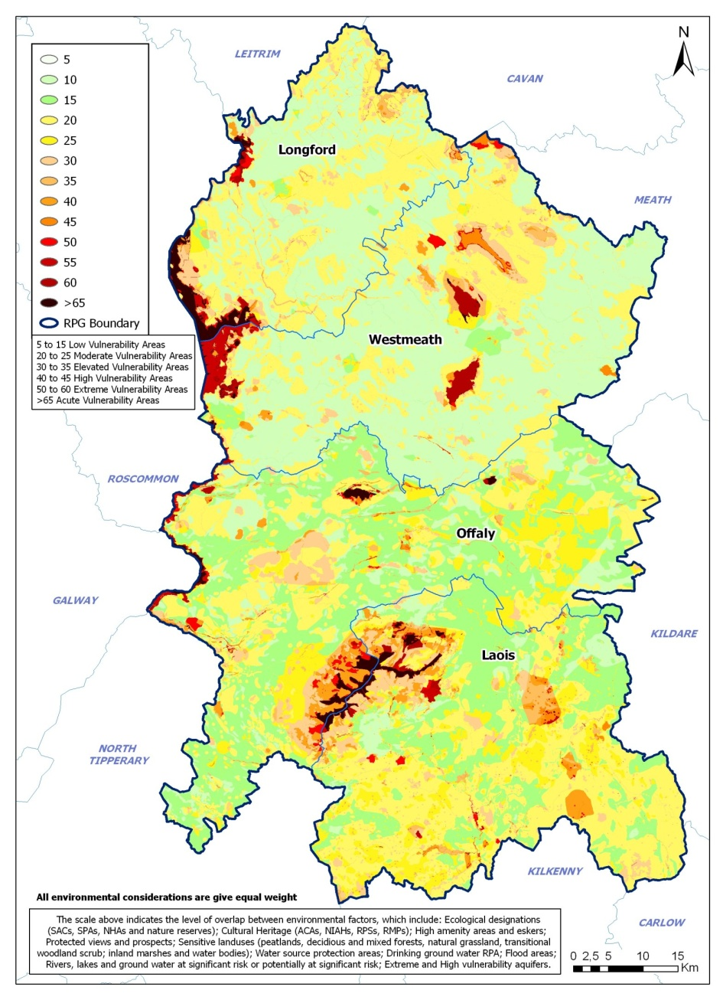 N
LEITRIM
CAVAN
5
10
15
20
25
30
35
40
45
50
55
60
>65
RPG Boundary
5 to 15 Low Vulnerability Areas
20 to 25 Moderate Vulnerability Areas
30 to 35 Elevated Vulnerability Areas
40 to 45 High Vulnerability Areas
50 to 60 Extreme Vulnerability Areas
>65 Acute Vulnerability Areas
Longford
MEATH
Westmeath
ROSCOMMON
Offaly
GALWAY
KILDARE
Laois
NORTH
TIPPERARY
KILKENNY
CARLOW
All environmental considerations are give equal weight
The scale above indicates the level of overlap between environmental factors, which include: Ecological designations
(SACs, SPAs, NHAs and nature reserves); Cultural Heritage (ACAs, NIAHs, RPSs, RMPs); High amenity areas and eskers;
Protected views and prospects; Sensitive landuses (peatlands, decidious and mixed forests, natural grassland, transitional
woodland scrub; inland marshes and water bodies); Water source protection areas; Drinking ground water RPA; Flood areas;
Rivers, lakes and ground water at significant risk or potentially at significant risk; Extreme and High vulnerability aquifers.
0 2,5 5 10 15
Km